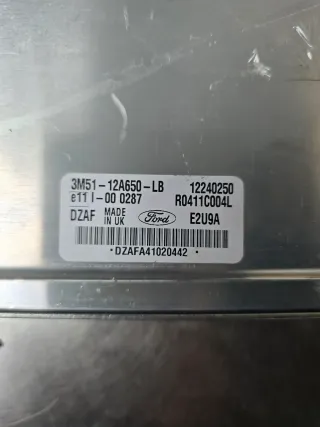 3M51-12A650-LB 12240250
e11 I-00 0287 R0411C004L
DZAF MADE IN UK Ford E2U9A
·DZAFA41020442·